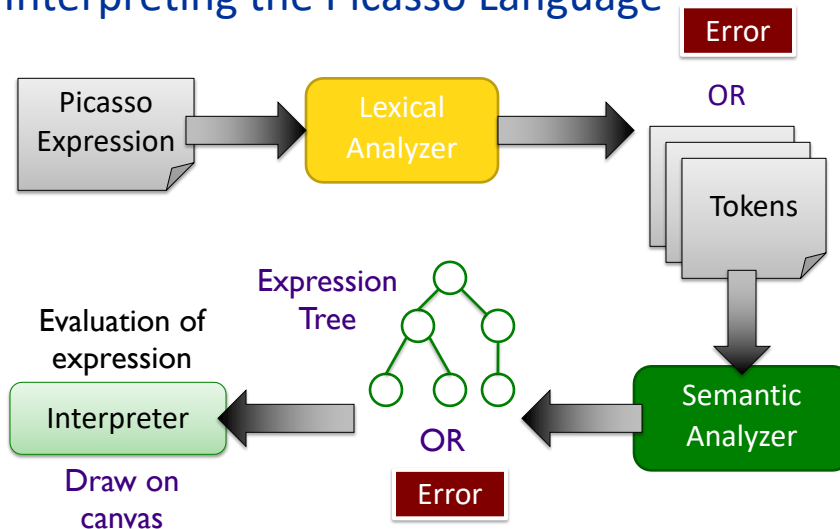 Interpreting the Picasso Language
Error
OR
Picasso
Expression
Lexical
Analyzer
Tokens
Expression
Tree
Evaluation of
expression
Interpreter
Draw on
canvas
OR
Error
Semantic
Analyzer